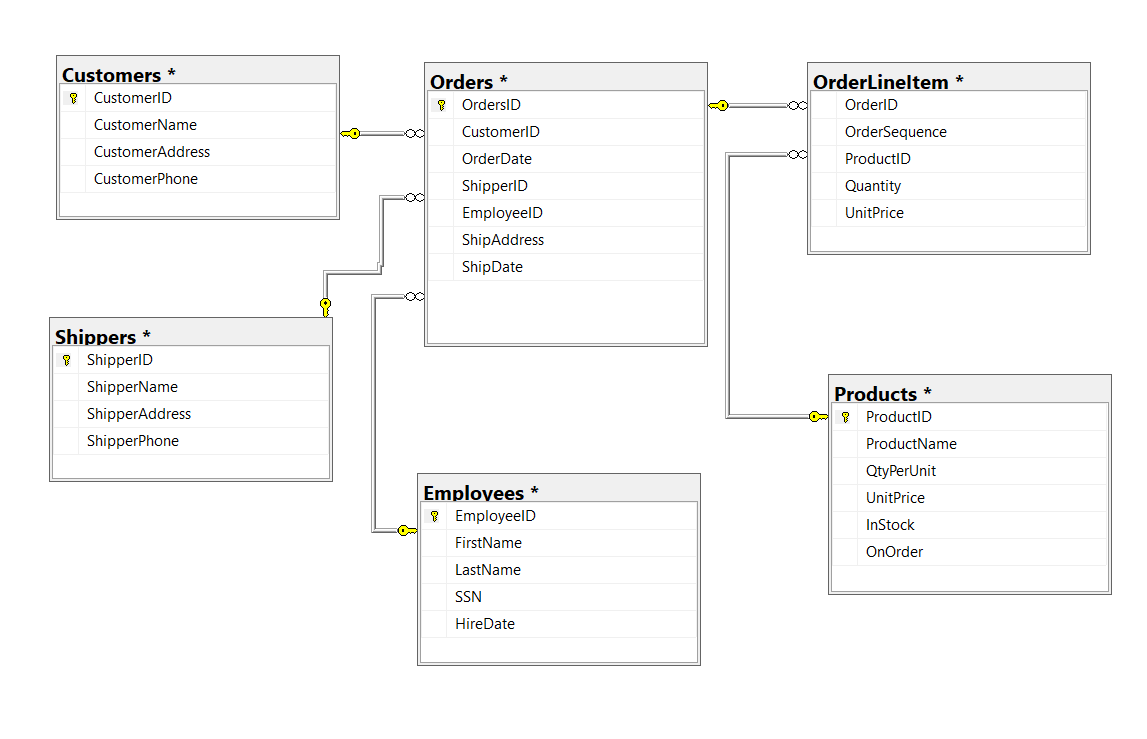 Customers *
CustomerID
CustomerName
CustomerAddress
CustomerPhone
Orders *
OrdersID
CustomerID
OrderDate
ShipperID
EmployeeID
ShipAddress
ShipDate
OrderLineItem *
OrderID
OrderSequence
ProductID
Quantity
UnitPrice
Shippers *
ShipperID
ShipperName
ShipperAddress
ShipperPhone
Employees *
EmployeeID
FirstName
LastName
SSN
HireDate
Products *
ProductID
ProductName
QtyPerUnit
UnitPrice
InStock
OnOrder